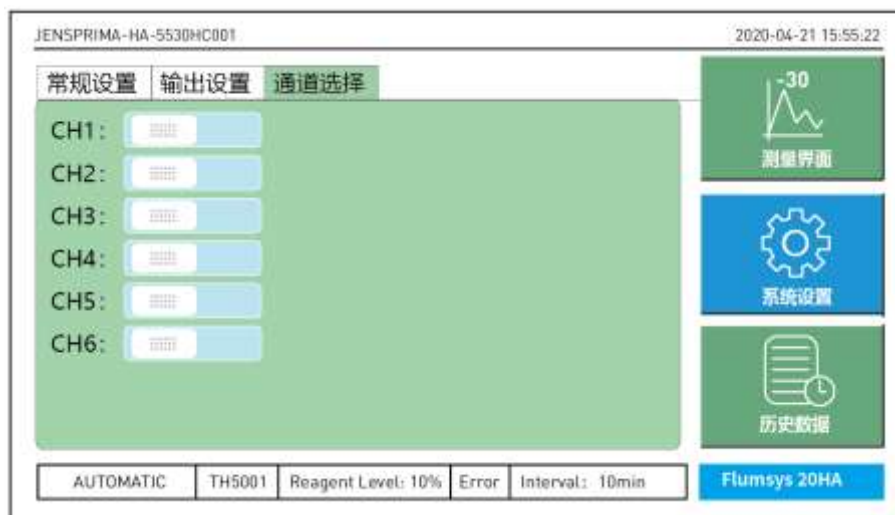 JENSPRIMA-HA-5530HC001 2020-04-21 15:55:22
常规设置 输出设置 通道选择
CH1:
CH2:
CH3:
CH4:
CH5:
CH6:
-30
测量界面
系统设置
历史数据
AUTOMATIC TH5001 Reagent Level: 10% Error Interval: 10min Flumsys 20HA